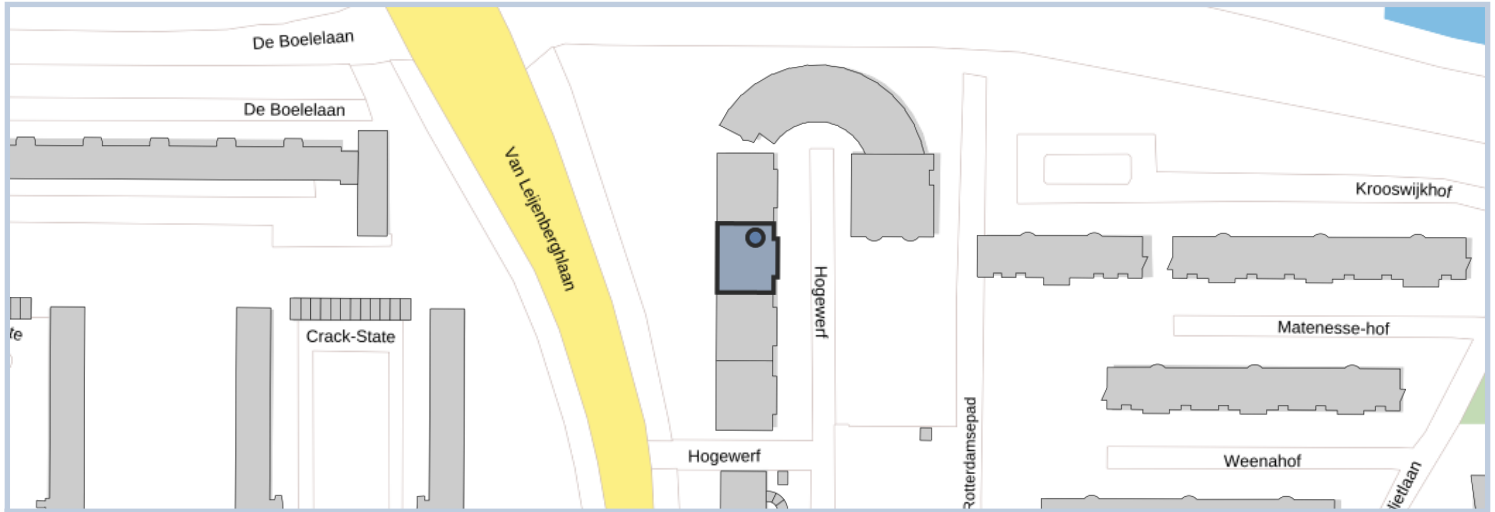 De Boelelaan
De Boelelaan
Van Leijenberghlaan
Krooswijkhof
Hogewerf
Crack-State
Matenesse-hof
Rotterdamsepad
Hogewerf
Weenahof